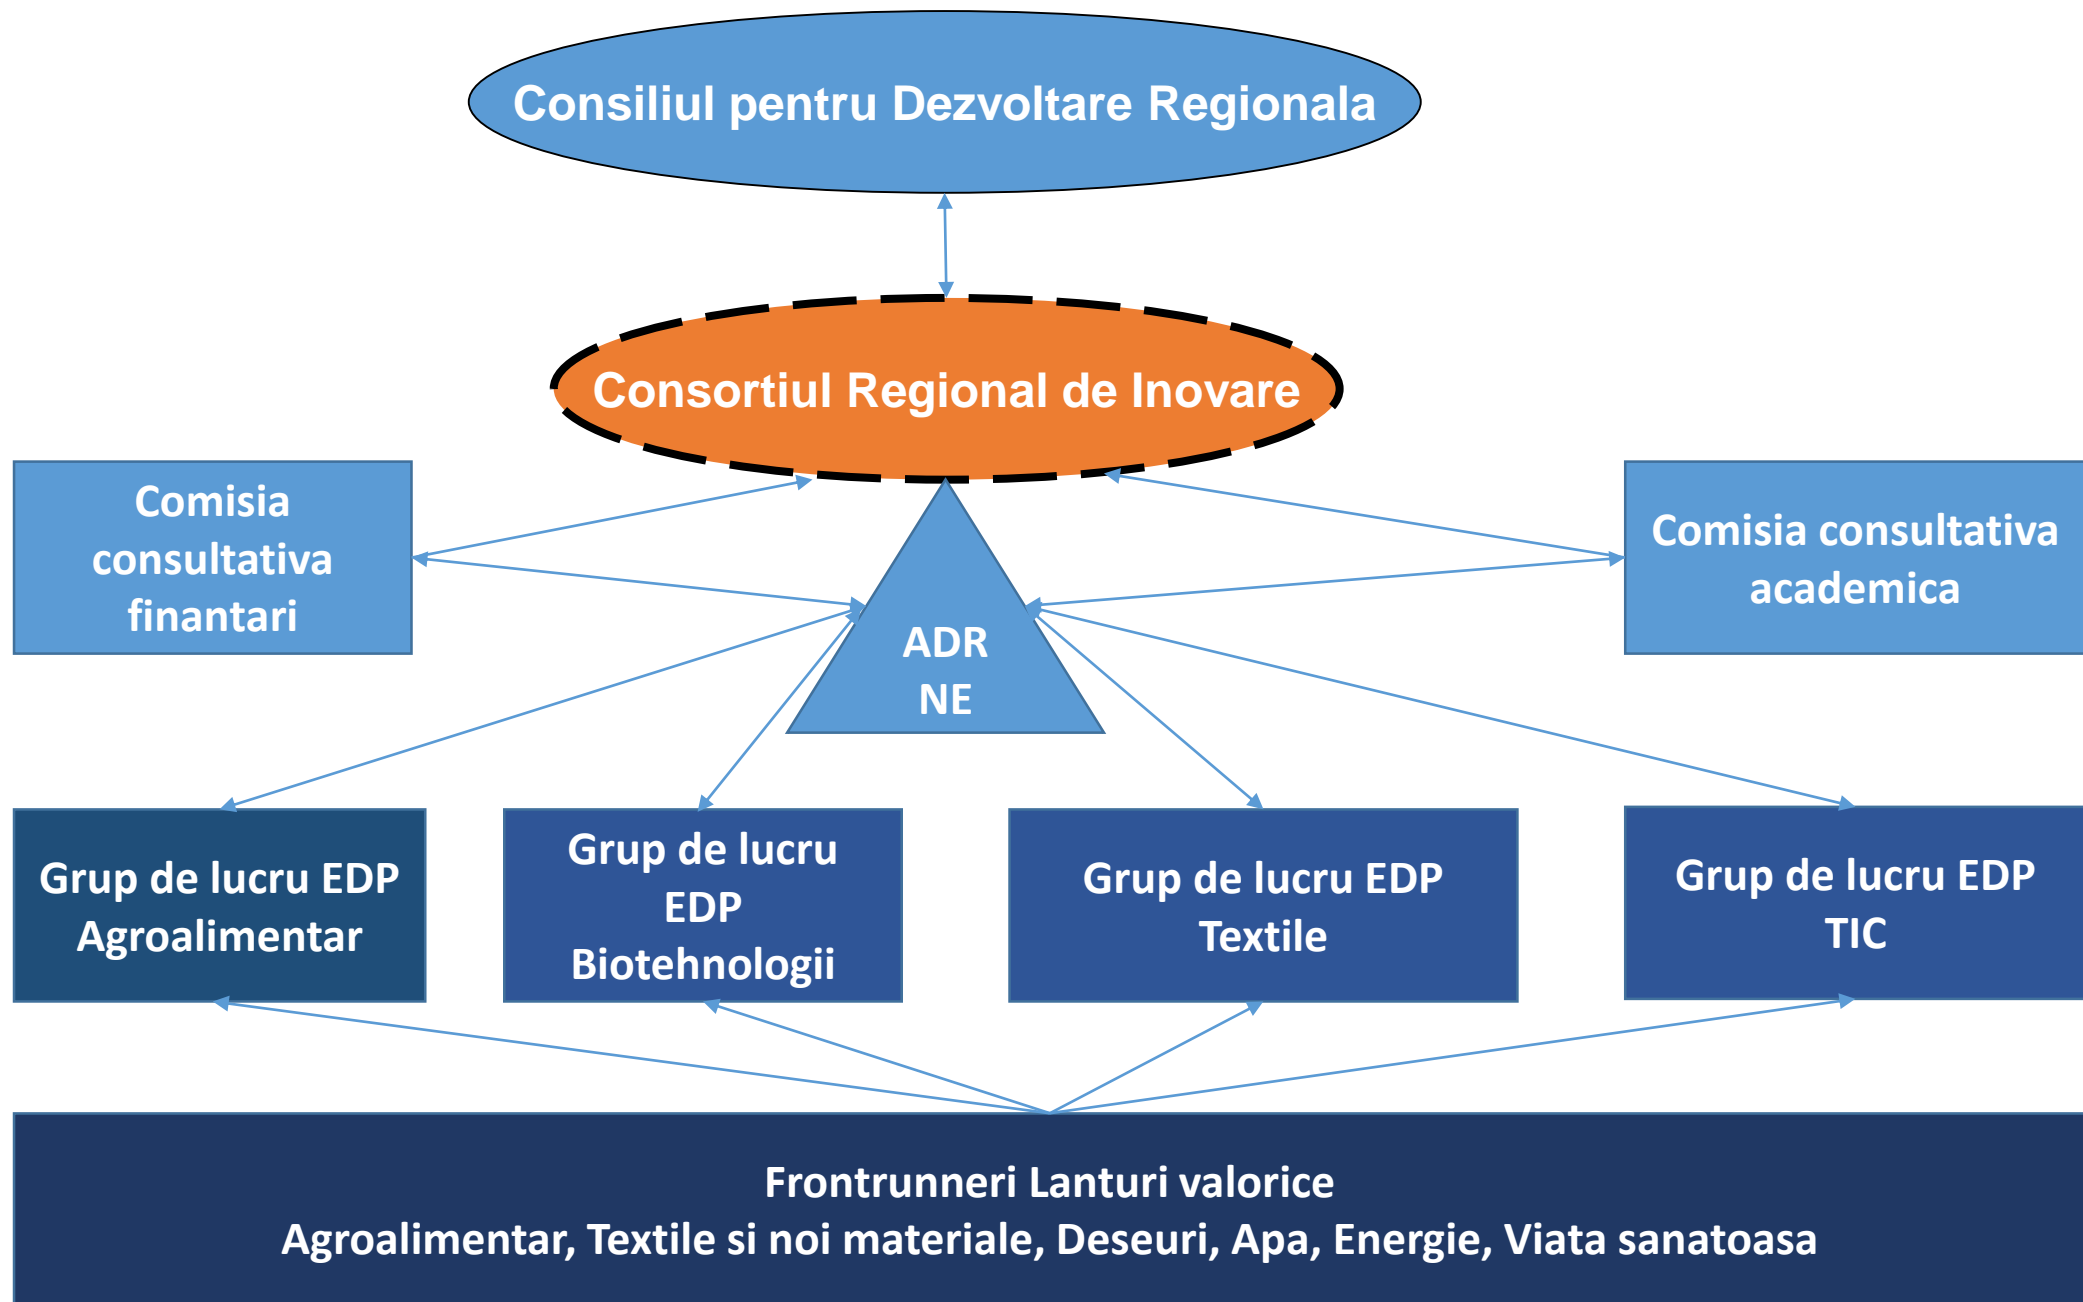 Consiliul pentru Dezvoltare Regionala
Consortiul Regional de Inovare
Comisia
consultativa
finantari
Comisia consultativa
academica
ADR
NE
Grup de lucru EDP
Agroalimentar
Grup de lucru
EDP
Biotehnologii
Grup de lucru EDP
Textile
Grup de lucru EDP
TIC
Frontrunneri Lanturi valorice
Agroalimentar, Textile si noi materiale, Deseuri, Apa, Energie, Viata sanatoasa